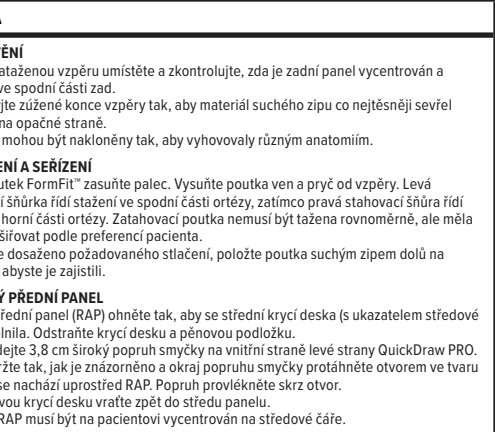 A
ĚNÍ
ataženou vzpěru umístěte a zkontrolujte, zda je zadní panel vycentrován a
ve spodní části zad.
jte zúžené konce vzpěry tak, aby materiál suchého zipu co nejtěsněji sevřel
na opačné straně.
mohou být nakloněny tak, aby vyhovovaly různým anatomiím.
ENÍ A SEŘÍZENÍ
utek FormFit™ zasuňte palec. Vysuňte poutka ven a pryč od vzpěry. Levá
í šňůrka řídí stažení ve spodní části ortézy, zatímco pravá stahovací šňůra řídí
horní části ortézy. Zatahovací poutka nemusí být tažena rovnoměrně, ale měla
šiřovat podle preferencí pacienta.
e dosaženo požadovaného stlačení, položte poutka suchým zipem dolů na
abyste je zajistili.
Ý PŘEDNÍ PANEL
řední panel (RAP) ohněte tak, aby se střední krycí deska (s ukazatelem středové
lnila. Odstraňte krycí desku a pěnovou podložku.
dejte 3,8 cm široký popruh smyčky na vnitřní straně levé strany QuickDraw PRO.
ržte tak, jak je znázorněno a okraj popruhu smyčky protáhněte otvorem ve tvaru
se nachází uprostřed RAP. Popruh provlékněte skrz otvor.
vou krycí desku vraťte zpět do středu panelu.
RAP musí být na pacientovi vycentrován na středové čáře.